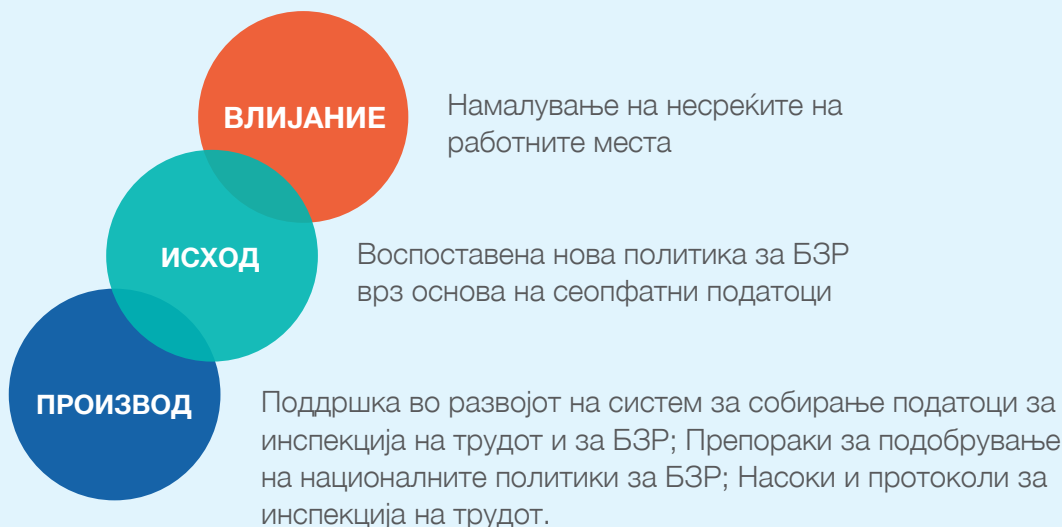 ВЛИЈАНИЕ
Намалување на несреќите на
работните места
ИСХОД
Воспоставена нова политика за БЗР
врз основа на сеопфатни податоци
ПРОИЗВОД
Поддршка во развојот на систем за собирање податоци за
инспекција на трудот и за БЗР; Препораки за подобрување
на националните политики за БЗР; Насоки и протоколи за
инспекција на трудот.